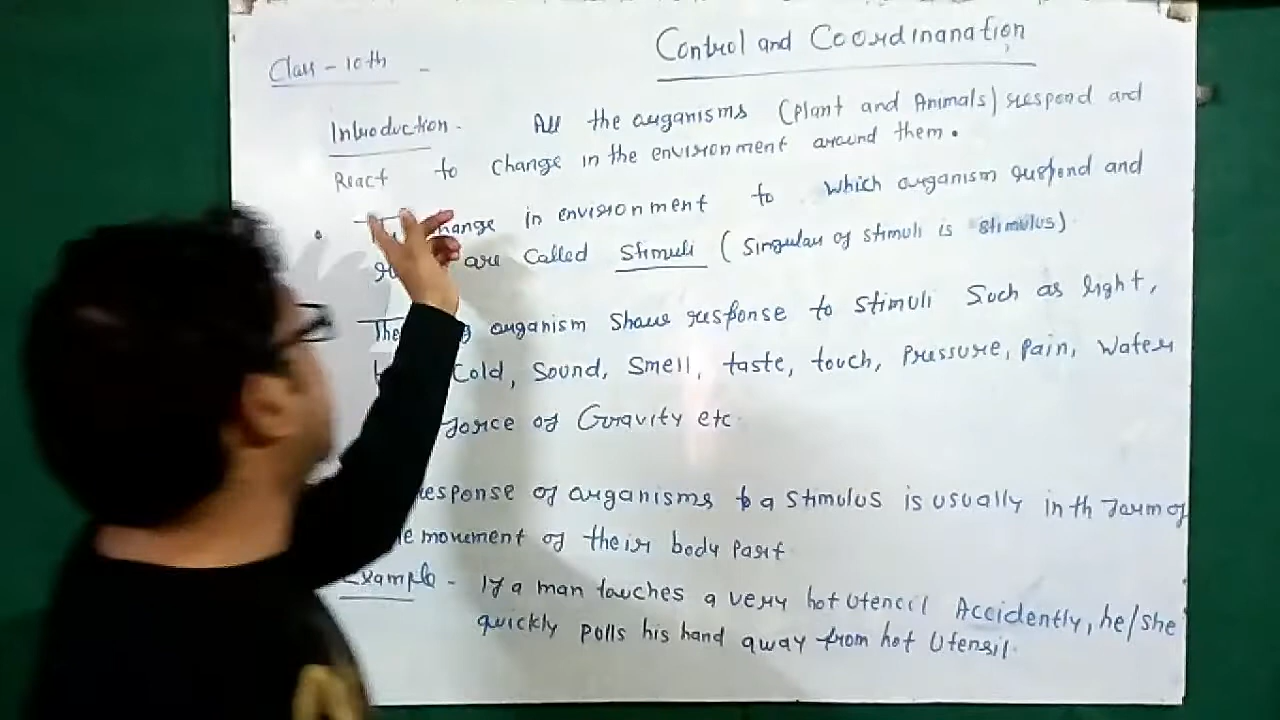 Control and Coordinanation
Class - 10th -
Introduction. All the organisms (Plant and Animals) respond and
React to change in the environment around them.
change in environment to which organism respond and
are called Stimuli (Singular of stimuli is stimulus)
organism show response to stimuli Such as light,
Cold, Sound, Smell, taste, touch, Pressure, Pain, Water
force of Gravity etc.
response of organisms to a Stimulus is usually in th form of
movement of their body Part
Example - If a man touches a very hot Utencil Accidently, he/she
quickly polls his hand away from hot Utensil.